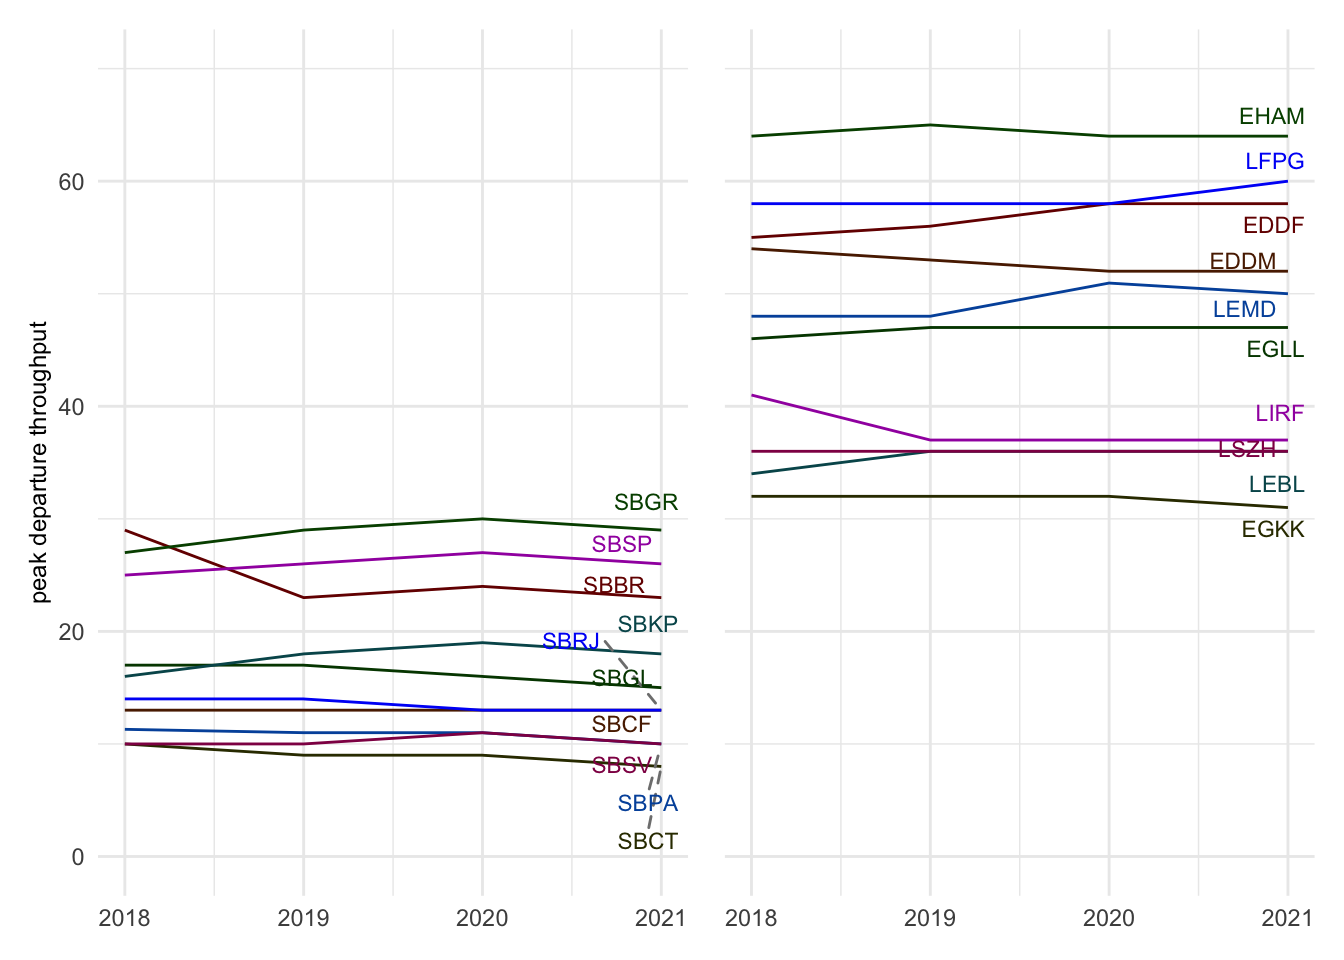 peak departure throughput
60
40
20
0
SBGR
SBSP
SBBR
SBKP
SBRJ
SBGL
SBCF
SBSV
SBPA
SBCT
2018 2019 2020 2021
EHAM
LFPG
EDDF
EDDM
LEMD
EGLL
LIRF
LSZH
LEBL
EGKK
2018 2019 2020 2021